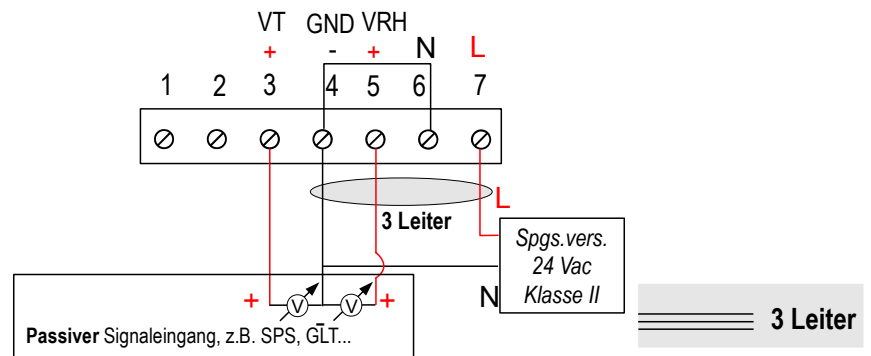 VT GND VRH
+ - + N L
1 2 3 4 5 6 7
L
3 Leiter
Spgs.vers.
24 Vac
Klasse II
N
+ V V +
-
Passiver Signaleingang, z.B. SPS, GLT...
3 Leiter